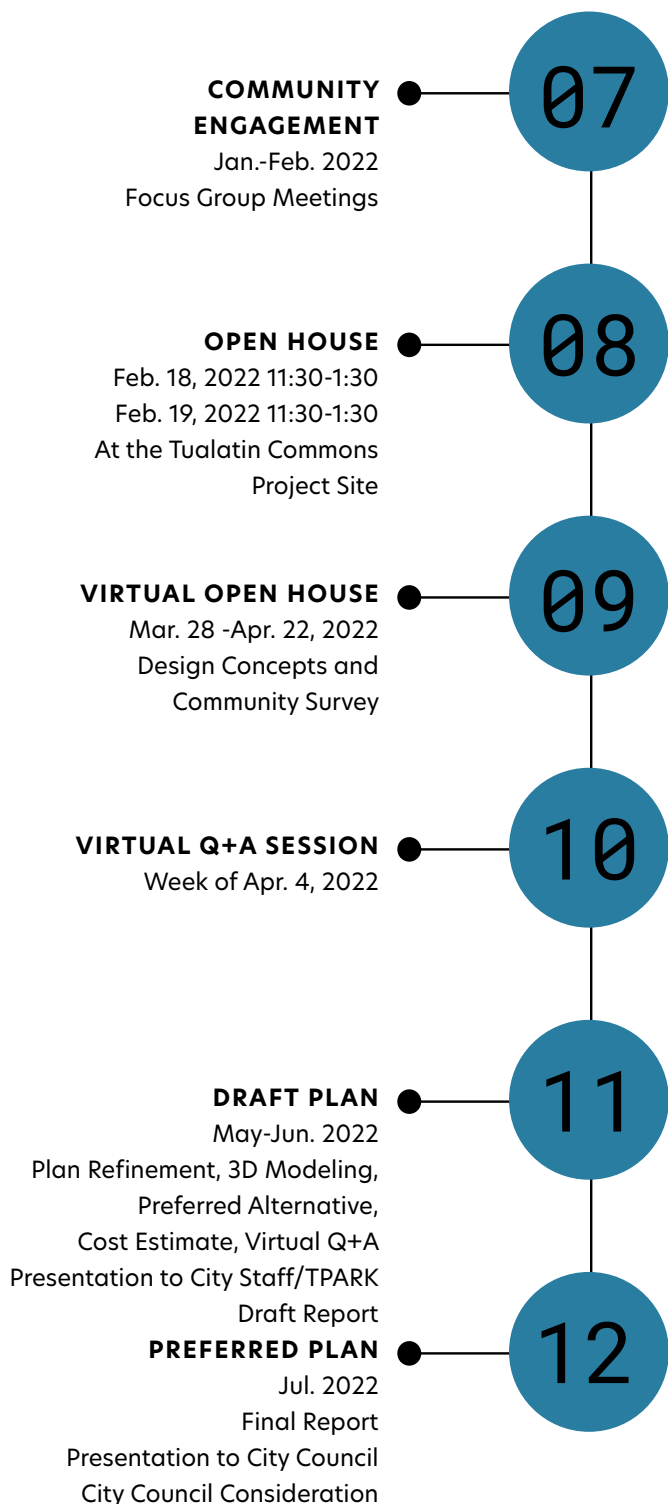 07
COMMUNITY
ENGAGEMENT
Jan.-Feb. 2022
Focus Group Meetings
08
OPEN HOUSE
Feb. 18, 2022 11:30-1:30
Feb. 19, 2022 11:30-1:30
At the Tualatin Commons
Project Site
09
VIRTUAL OPEN HOUSE
Mar. 28 -Apr. 22, 2022
Design Concepts and
Community Survey
10
VIRTUAL Q+A SESSION
Week of Apr. 4, 2022
11
DRAFT PLAN
May-Jun. 2022
Plan Refinement, 3D Modeling,
Preferred Alternative,
Cost Estimate, Virtual Q+A
Presentation to City Staff/TPARK
Draft Report
12
PREFERRED PLAN
Jul. 2022
Final Report
Presentation to City Council
City Council Consideration